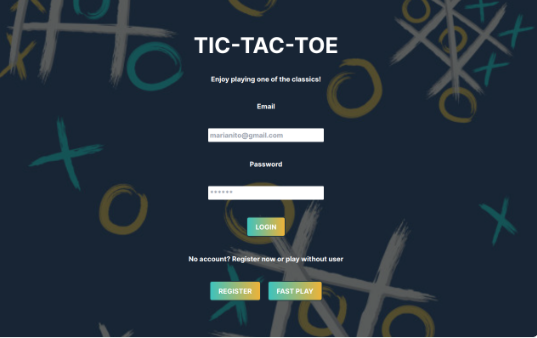 TIC-TAC-TOE
Enjoy playing one of the classics!
Email
marianito@gmail.com
Password
******
LOGIN
No account? Register now or play without user
REGISTER FAST PLAY